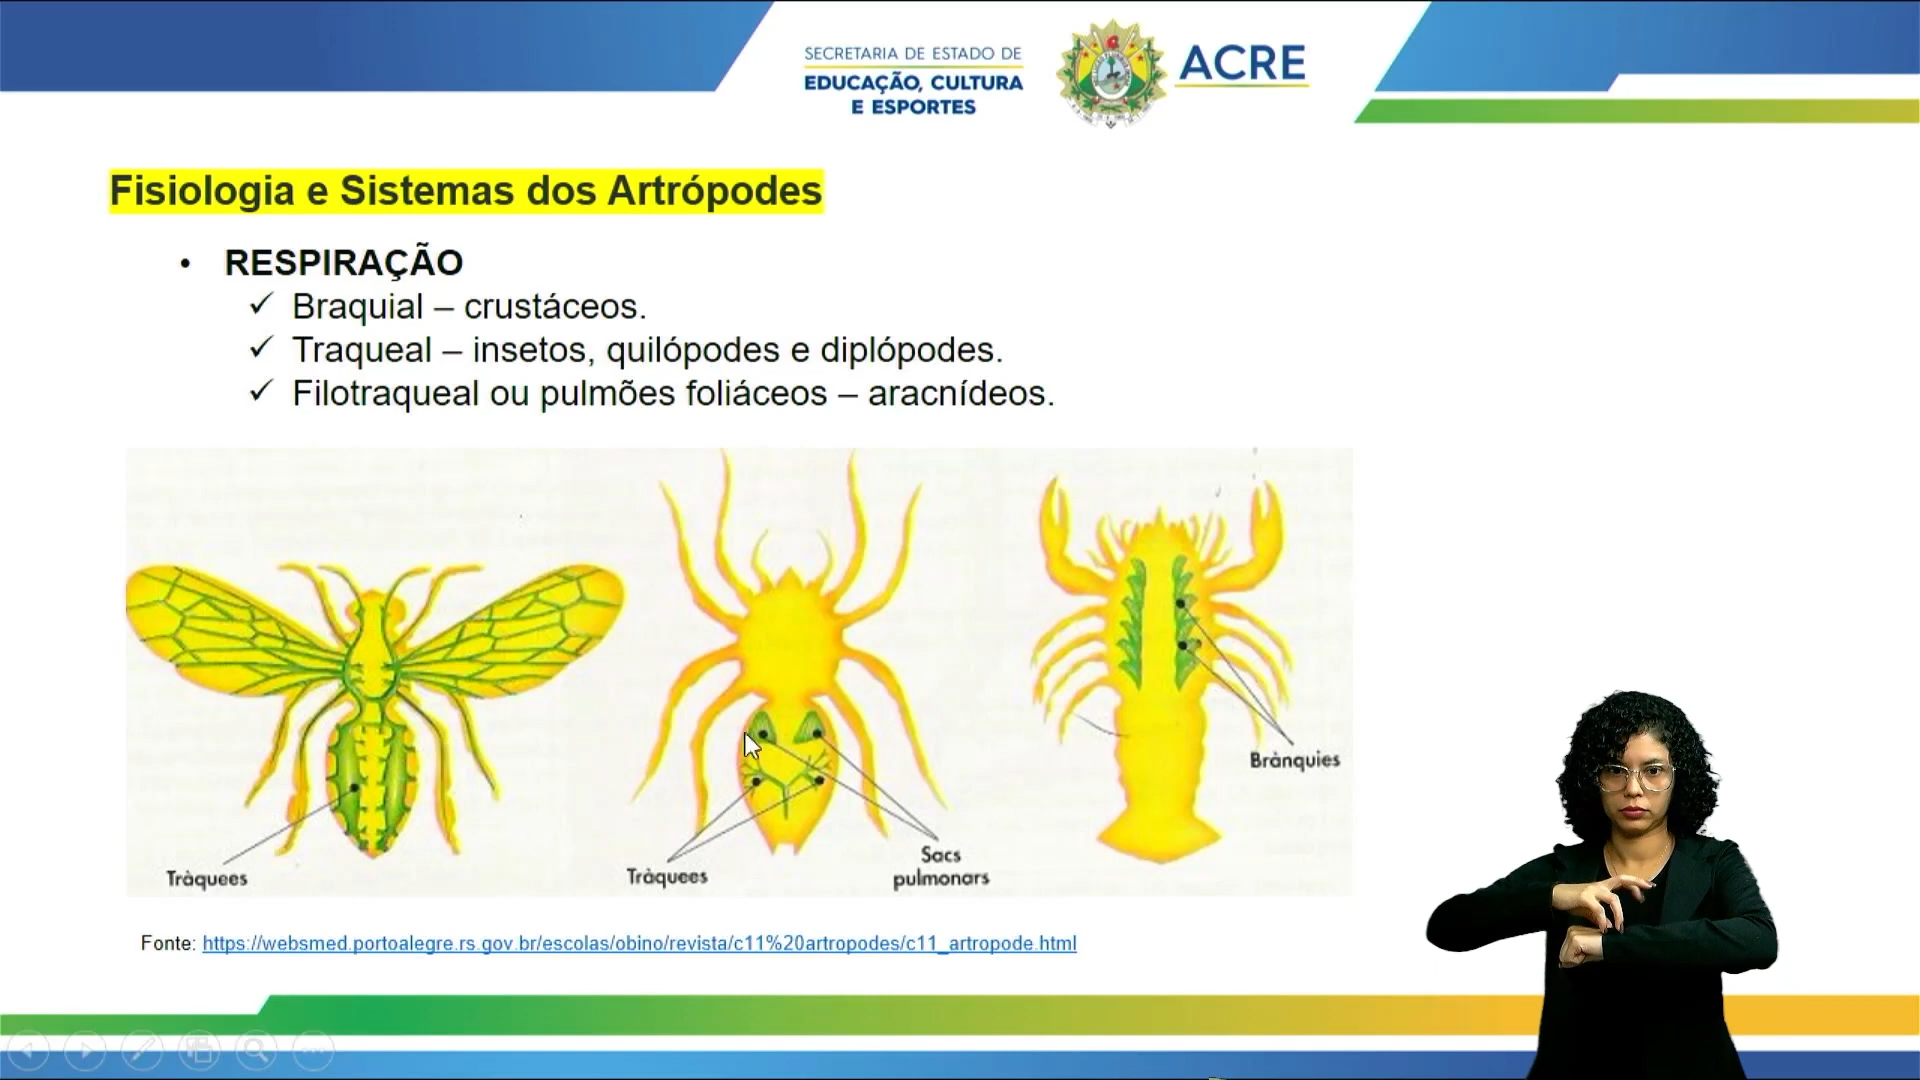 SECRETARIA DE ESTADO DE
EDUCAÇÃO, CULTURA
E ESPORTES
ACRE
Fisiologia e Sistemas dos Artrópodes
• RESPIRAÇÃO
✓ Braquial – crustáceos.
✓ Traqueal – insetos, quilópodes e diplópodes.
✓ Filotraqueal ou pulmões foliáceos – aracnídeos.
Tràquees
Tràquees
Sacs
pulmonars
Brànquies
Fonte: https://websmed.portoalegre.rs.gov.br/escolas/obino/revista/c11%20artropodes/c11_artropode.html